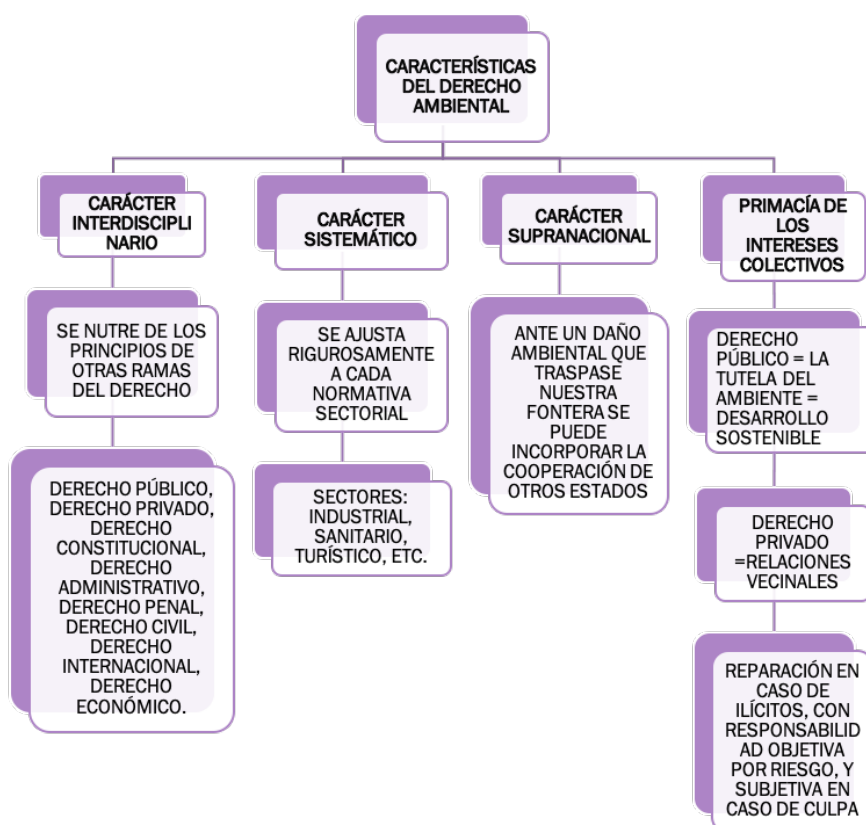 CARACTERÍSTICAS
DEL DERECHO
AMBIENTAL
CARÁCTER
INTERDISCIPLI
NARIO
SE NUTRE DE LOS
PRINCIPIOS DE
OTRAS RAMAS
DEL DERECHO
DERECHO PÚBLICO,
DERECHO PRIVADO,
DERECHO
CONSTITUCIONAL,
DERECHO
ADMINISTRATIVO,
DERECHO PENAL,
DERECHO CIVIL,
DERECHO
INTERNACIONAL,
DERECHO
ECONÓMICO.
CARÁCTER
SISTEMÁTICO
SE AJUSTA
RIGUROSAMENTE
A CADA
NORMATIVA
SECTORIAL
SECTORES:
INDUSTRIAL,
SANITARIO,
TURÍSTICO, ETC.
CARÁCTER
SUPRANACIONAL
ANTE UN DAÑO
AMBIENTAL QUE
TRASPASE
NUESTRA
FONTERA SE
PUEDE
INCORPORAR LA
COOPERACIÓN DE
OTROS ESTADOS
PRIMACÍA DE
LOS
INTERESES
COLECTIVOS
DERECHO
PÚBLICO = LA
TUTELA DEL
AMBIENTE =
DESARROLLO
SOSTENIBLE
DERECHO
PRIVADO
=RELACIONES
VECINALES
REPARACIÓN EN
CASO DE
ILÍCITOS, CON
RESPONSABILID
AD OBJETIVA
POR RIESGO, Y
SUBJETIVA EN
CASO DE CULPA